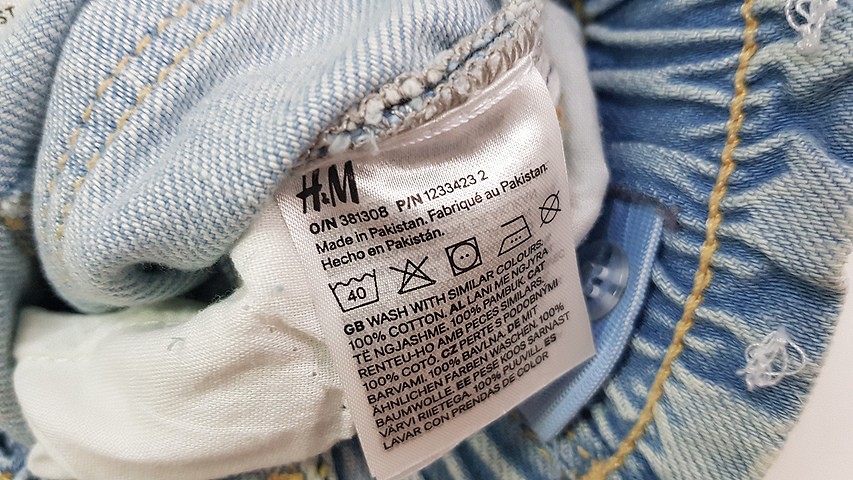 ST
H&M
O/N 381308 P/N 1233423 2
Made in Pakistan. Fabriqué au Pakistan.
Hecho en Pakistán.
40
GB WASH WITH SIMILAR COLOURS.
100% COTTON. AL LANI ME NGJYRA
TË NGJASHME. 100% PAMBUK. CAT
RENTEU-HO AMB PECES SIMILARS.
100% COTÓ. CZ PERTE S PODOBNÝMI
BARVAMI. 100% BAVLNA. DE MIT
ÄHNLICHEN FARBEN WASCHEN. 100%
BAUMWOLLE. EE PESE KOOS SARNAST
VÄRVI RIIETEGA. 100% PUUVILL. ES
LAVAR CON PRENDAS DE COLOR